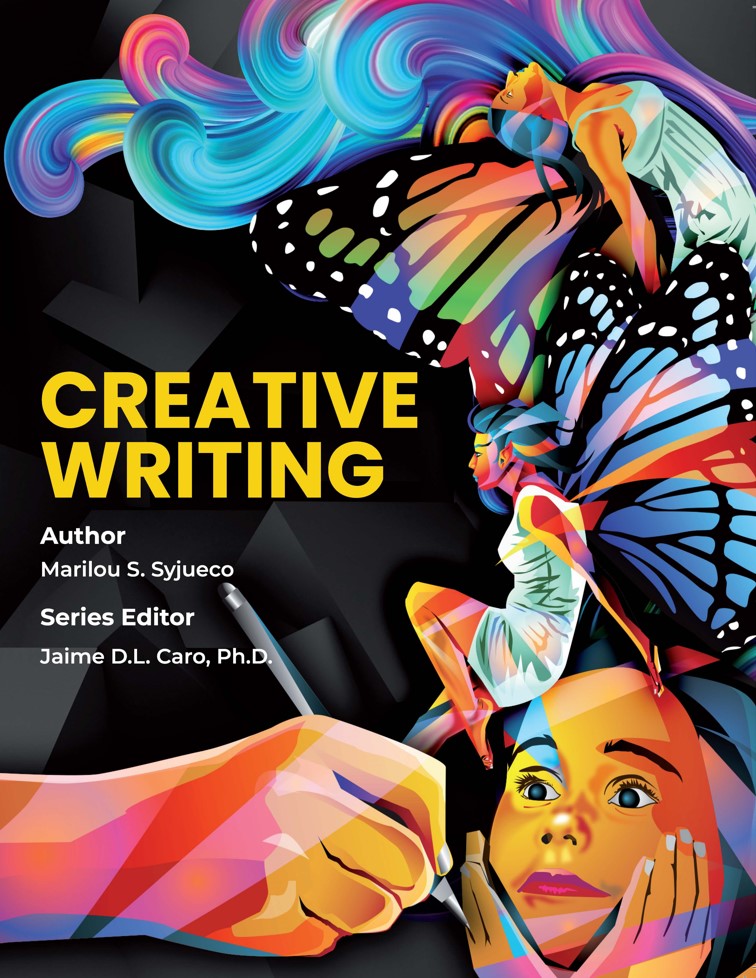 CREATIVE
WRITING
Author
Marilou S. Syjueco
Series Editor
Jaime D.L. Caro, Ph.D.